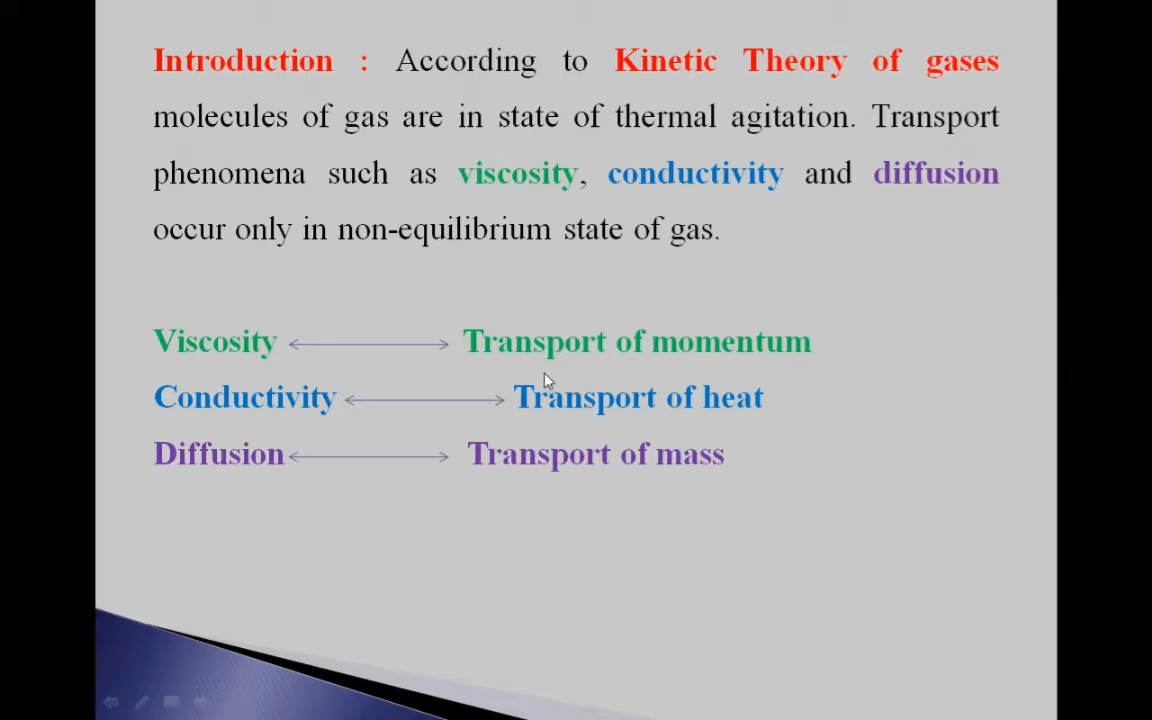 Introduction : According to Kinetic Theory of gases
molecules of gas are in state of thermal agitation. Transport
phenomena such as viscosity, conductivity and diffusion
occur only in non-equilibrium state of gas.
Viscosity Transport of momentum
Conductivity Transport of heat
Diffusion Transport of mass